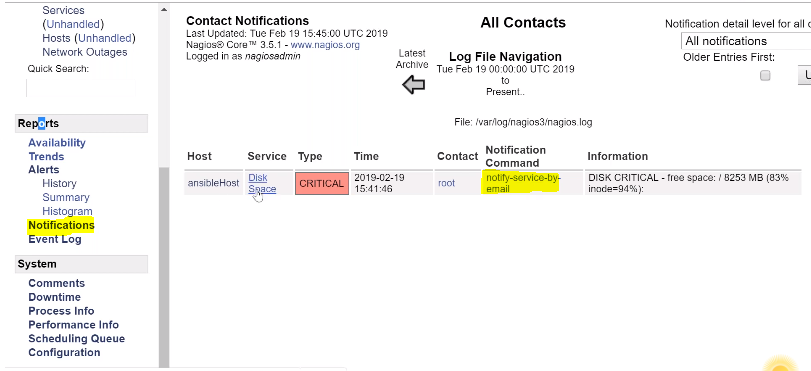 Services
(Unhandled)
Hosts (Unhandled)
Network Outages
Quick Search:
Reports
Availability
Trends
Alerts
History
Summary
Histogram
Notifications
Event Log
System
Comments
Downtime
Process Info
Performance Info
Scheduling Queue
Configuration
Contact Notifications
Last Updated: Tue Feb 19 15:45:00 UTC 2019
Nagios® Core™ 3.5.1 - www.nagios.org
Logged in as nagiosadmin
Latest
Archive
All Contacts
Log File Navigation
Tue Feb 19 00:00:00 UTC 2019
to
Present..
File: /var/log/nagios3/nagios.log
Notification detail level for all c
All notifications
Older Entries First:
U
Host Service Type Time Contact Notification Command Information
ansibleHost Disk Space CRITICAL 2019-02-19 15:41:46 root notify-service-by-email DISK CRITICAL - free space: / 8253 MB (83% inode=94%):